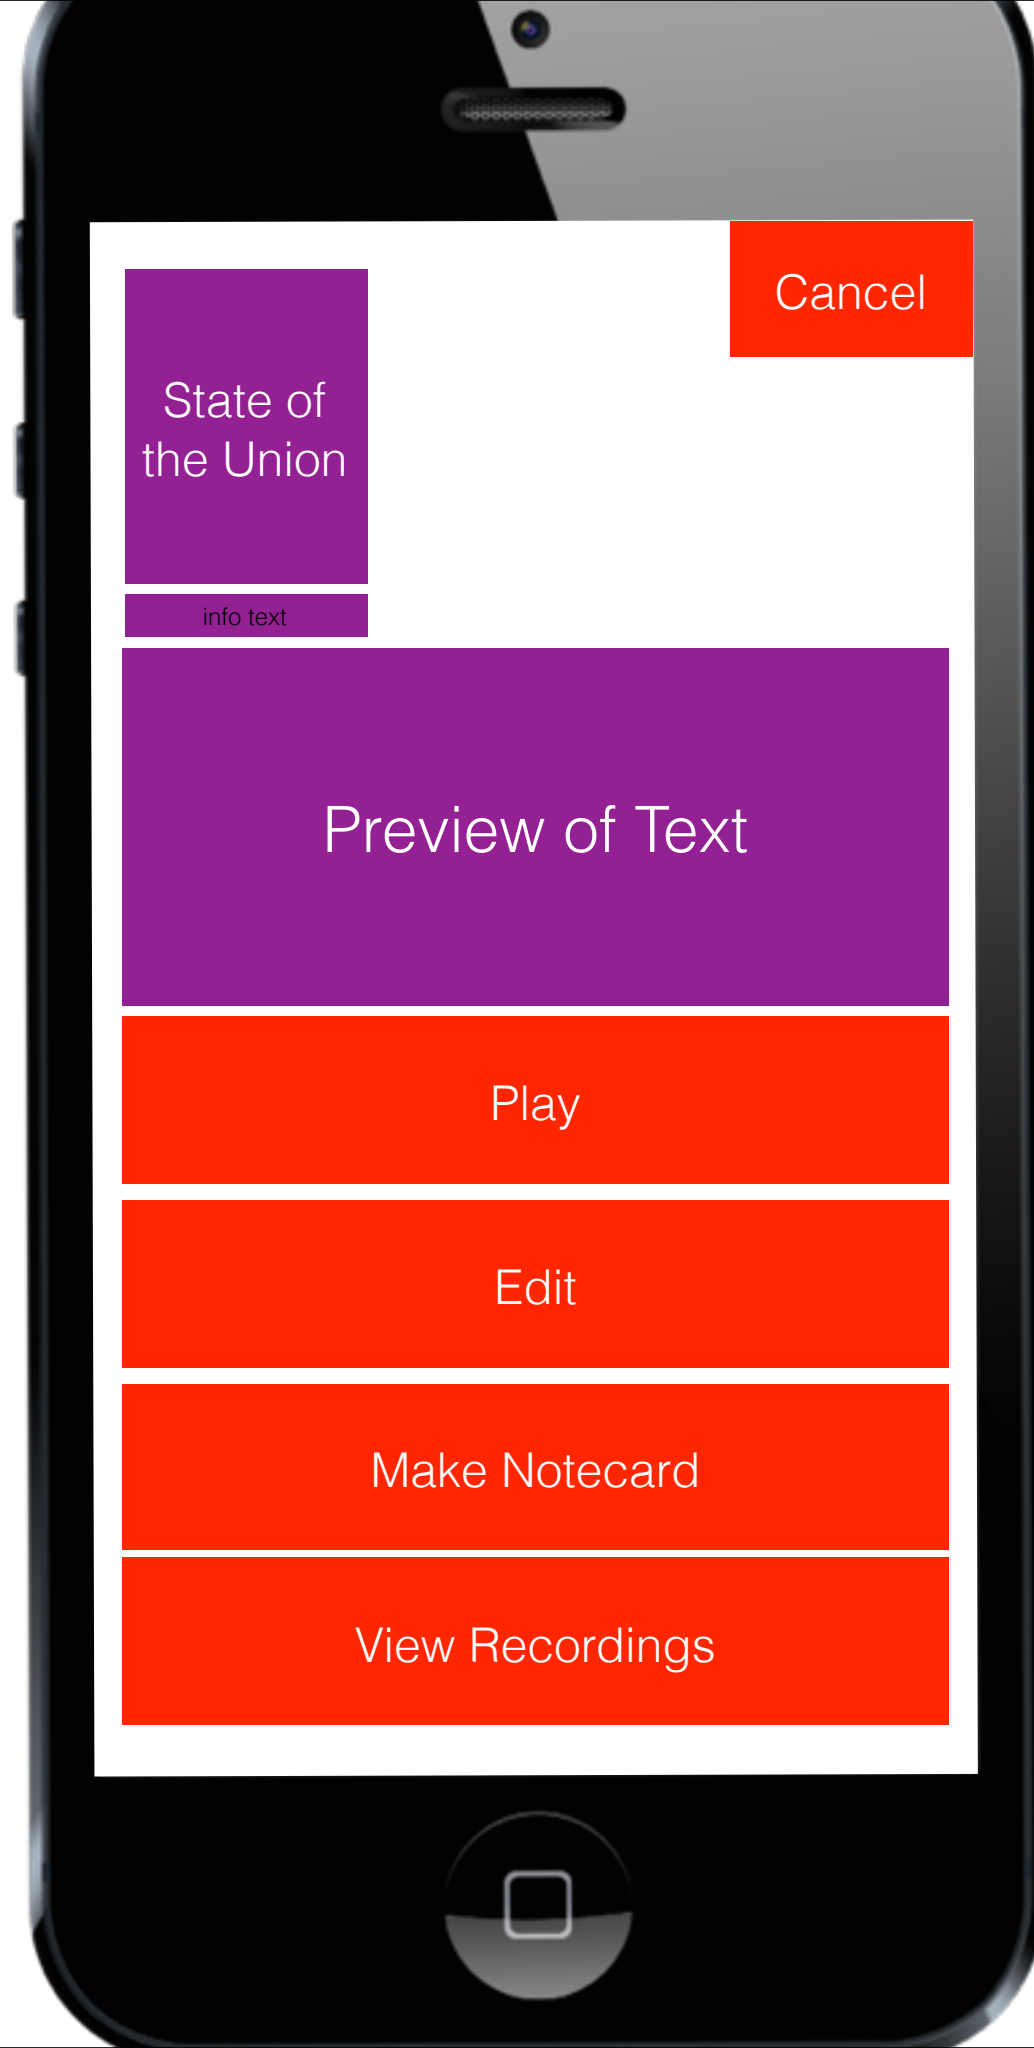 Cancel
State of
the Union
info text
Preview of Text
Play
Edit
Make Notecard
View Recordings